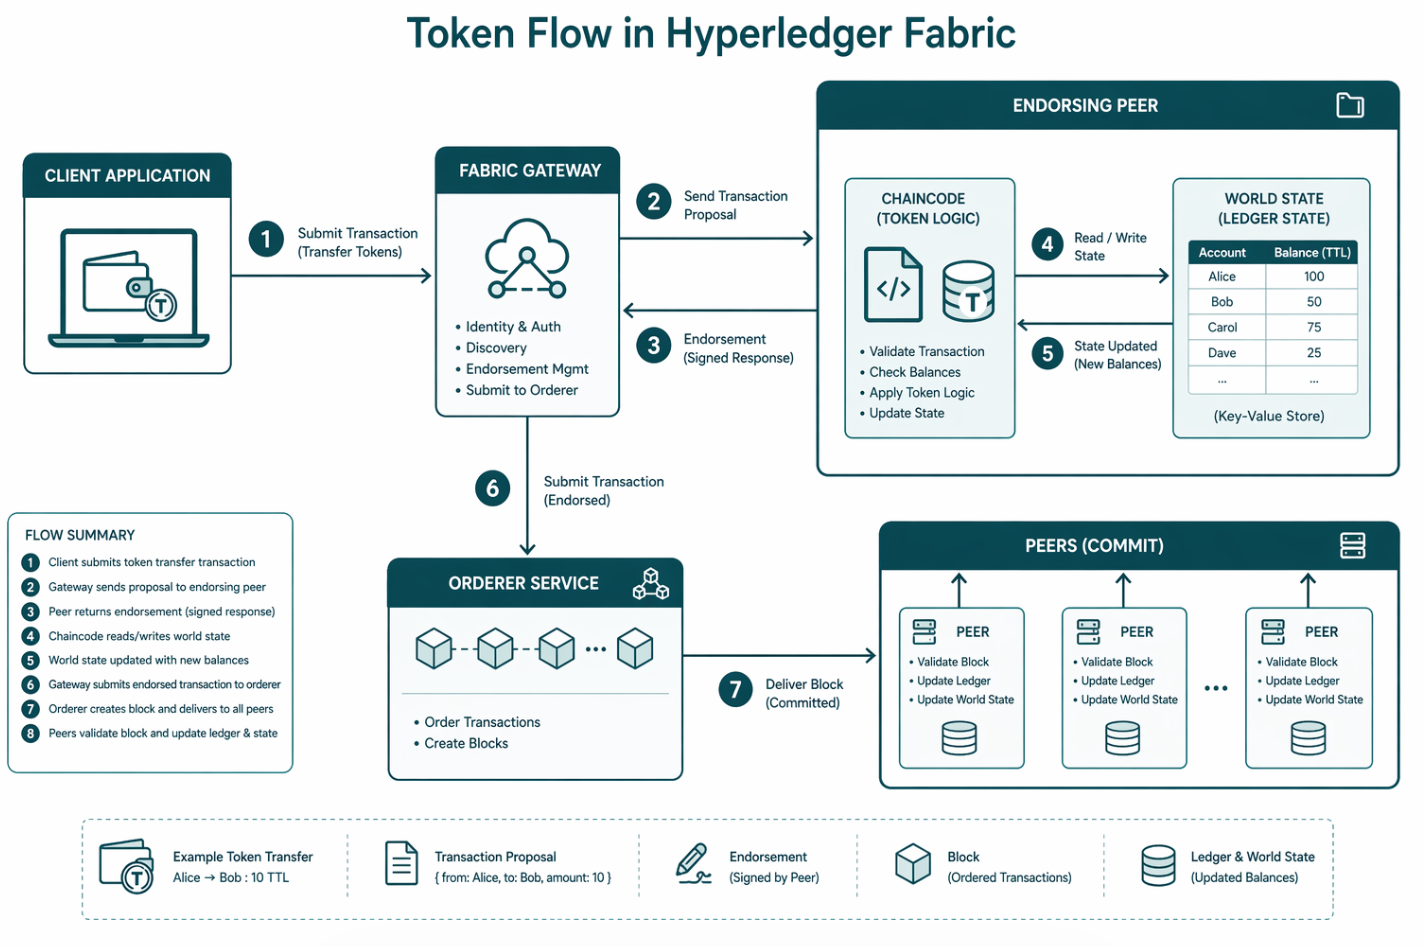 Token Flow in Hyperledger Fabric
CLIENT APPLICATION
T
1
Submit Transaction
(Transfer Tokens)
FABRIC GATEWAY
• Identity & Auth
• Discovery
• Endorsement Mgmt
• Submit to Orderer
2
Send Transaction
Proposal
3
Endorsement
(Signed Response)
ENDORSING PEER
CHAINCODE
(TOKEN LOGIC)
</>
T
• Validate Transaction
• Check Balances
• Apply Token Logic
• Update State
4
Read / Write
State
5
State Updated
(New Balances)
WORLD STATE
(LEDGER STATE)
Account Balance (TTL)
Alice 100
Bob 50
Carol 75
Dave 25
... ...
(Key-Value Store)
6
Submit Transaction
(Endorsed)
FLOW SUMMARY
1 Client submits token transfer transaction
2 Gateway sends proposal to endorsing peer
3 Peer returns endorsement (signed response)
4 Chaincode reads/writes world state
5 World state updated with new balances
6 Gateway submits endorsed transaction to orderer
7 Orderer creates block and delivers to all peers
8 Peers validate block and update ledger & state
ORDERER SERVICE
...
• Order Transactions
• Create Blocks
7
Deliver Block
(Committed)
PEERS (COMMIT)
PEER
• Validate Block
• Update Ledger
• Update World State
PEER
• Validate Block
• Update Ledger
• Update World State
...
PEER
• Validate Block
• Update Ledger
• Update World State
T
Example Token Transfer
Alice → Bob : 10 TTL
Transaction Proposal
{ from: Alice, to: Bob, amount: 10 }
Endorsement
(Signed by Peer)
Block
(Ordered Transactions)
Ledger & World State
(Updated Balances)